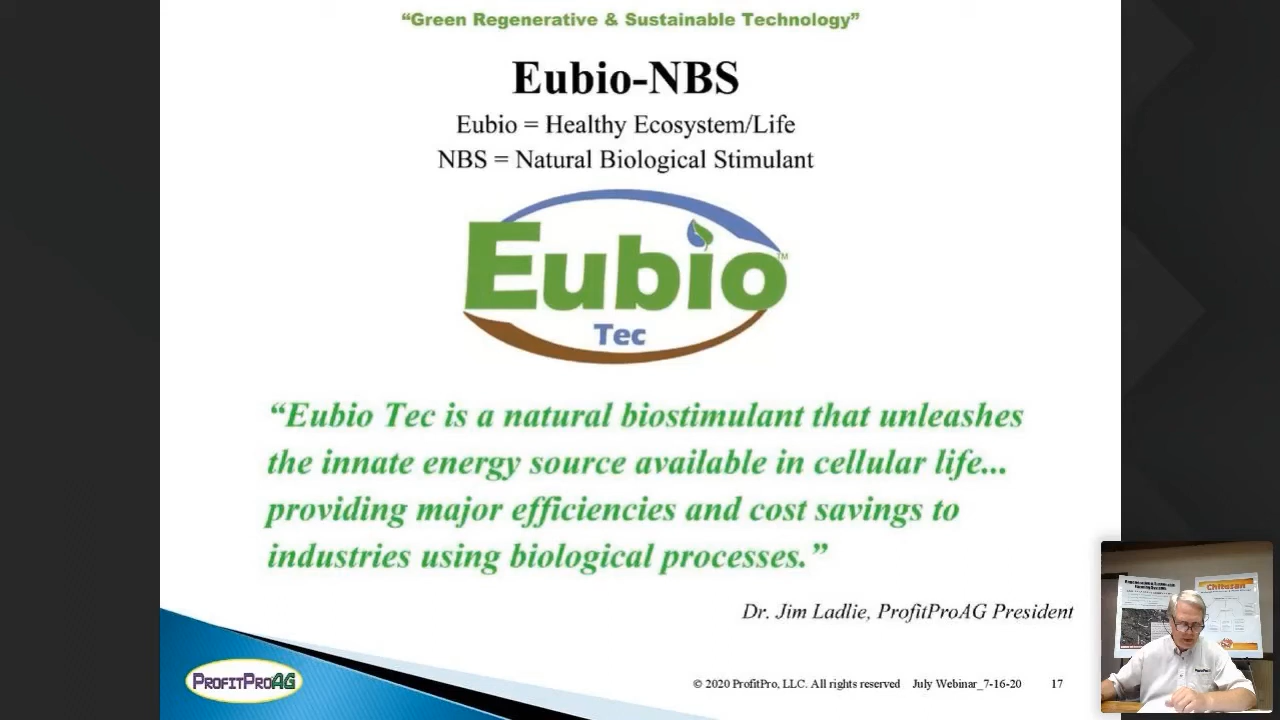 “Green Regenerative & Sustainable Technology”
Eubio-NBS
Eubio = Healthy Ecosystem/Life
NBS = Natural Biological Stimulant
Eubio™
Tec
“Eubio Tec is a natural biostimulant that unleashes
the innate energy source available in cellular life...
providing major efficiencies and cost savings to
industries using biological processes.”
Dr. Jim Ladlie, ProfitProAG President
PROFITPROAG
© 2020 ProfitPro, LLC. All rights reserved July Webinar_7-16-20 17
Chitosan